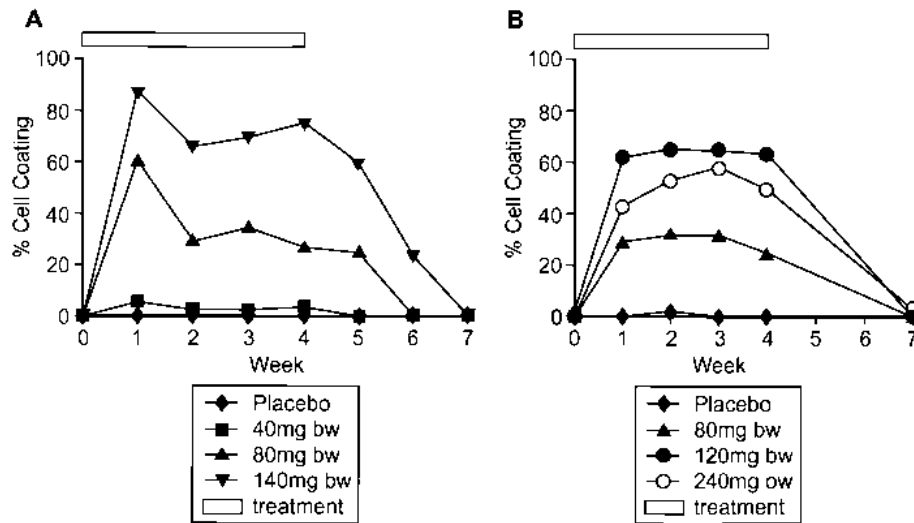 A
% Cell Coating
100
80
60
40
20
0
0 1 2 3 4 5 6 7
Week
Placebo
40mg bw
80mg bw
140mg bw
treatment
B
% Cell Coating
100
80
60
40
20
0
0 1 2 3 4 5 6 7
Week
Placebo
80mg bw
120mg bw
240mg ow
treatment